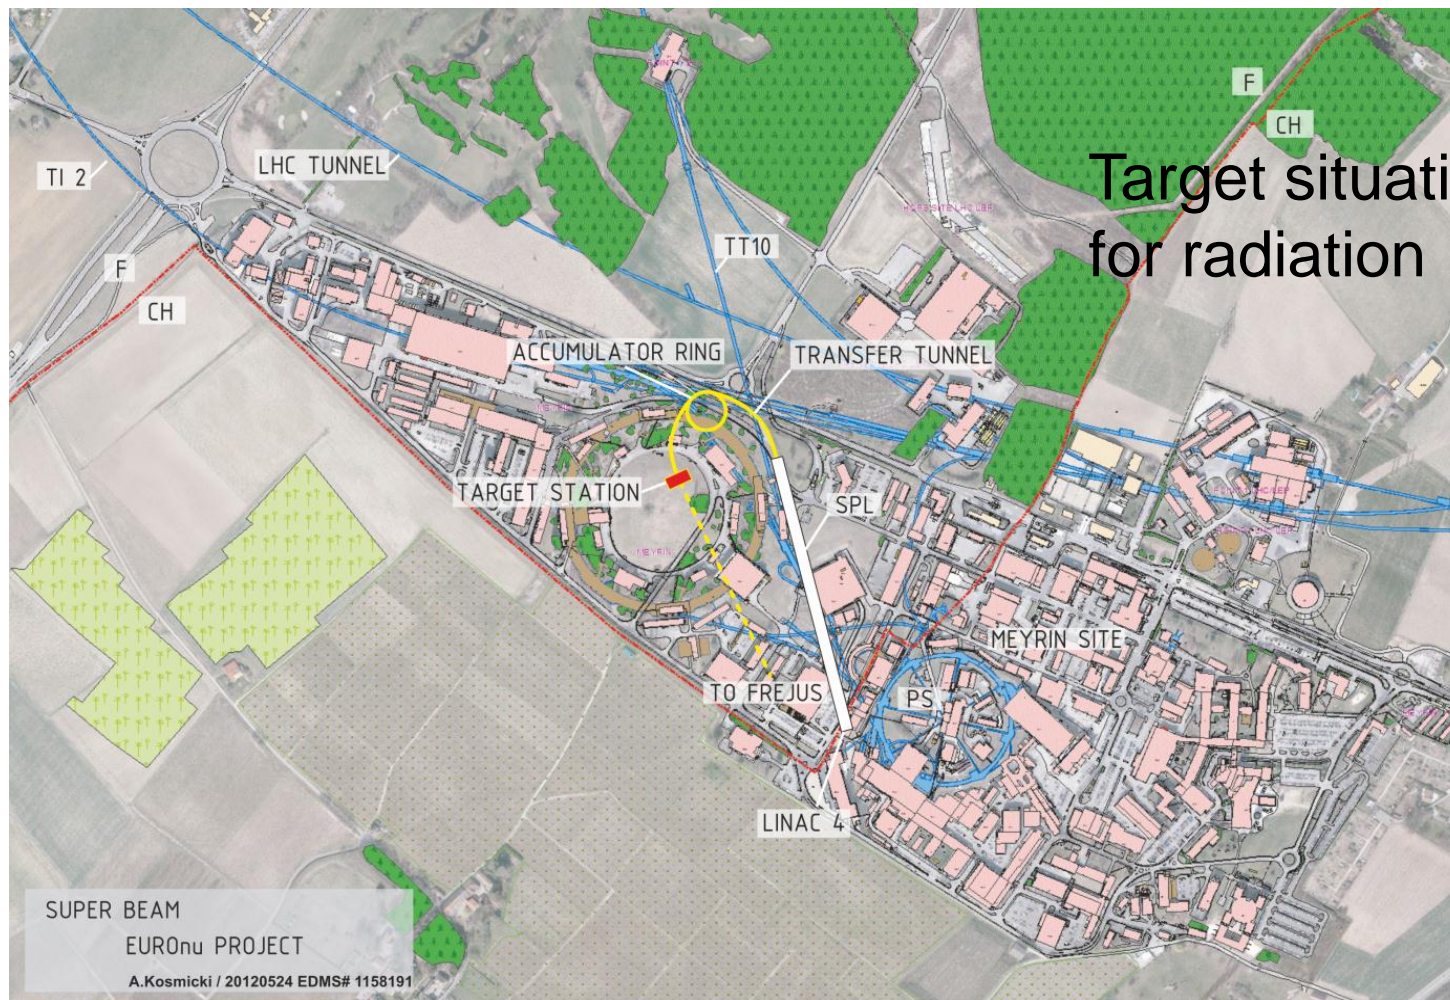 F
CH
Target situati
for radiation
LHC TUNNEL
TI 2
TT10
F
CH
ACCUMULATOR RING
TRANSFER TUNNEL
TARGET STATION
SPL
MEYRIN
MEYRIN SITE
TO FREJUS
PS
LINAC 4
SUPER BEAM
EUROnu PROJECT
A.Kosmicki / 20120524 EDMS# 1158191